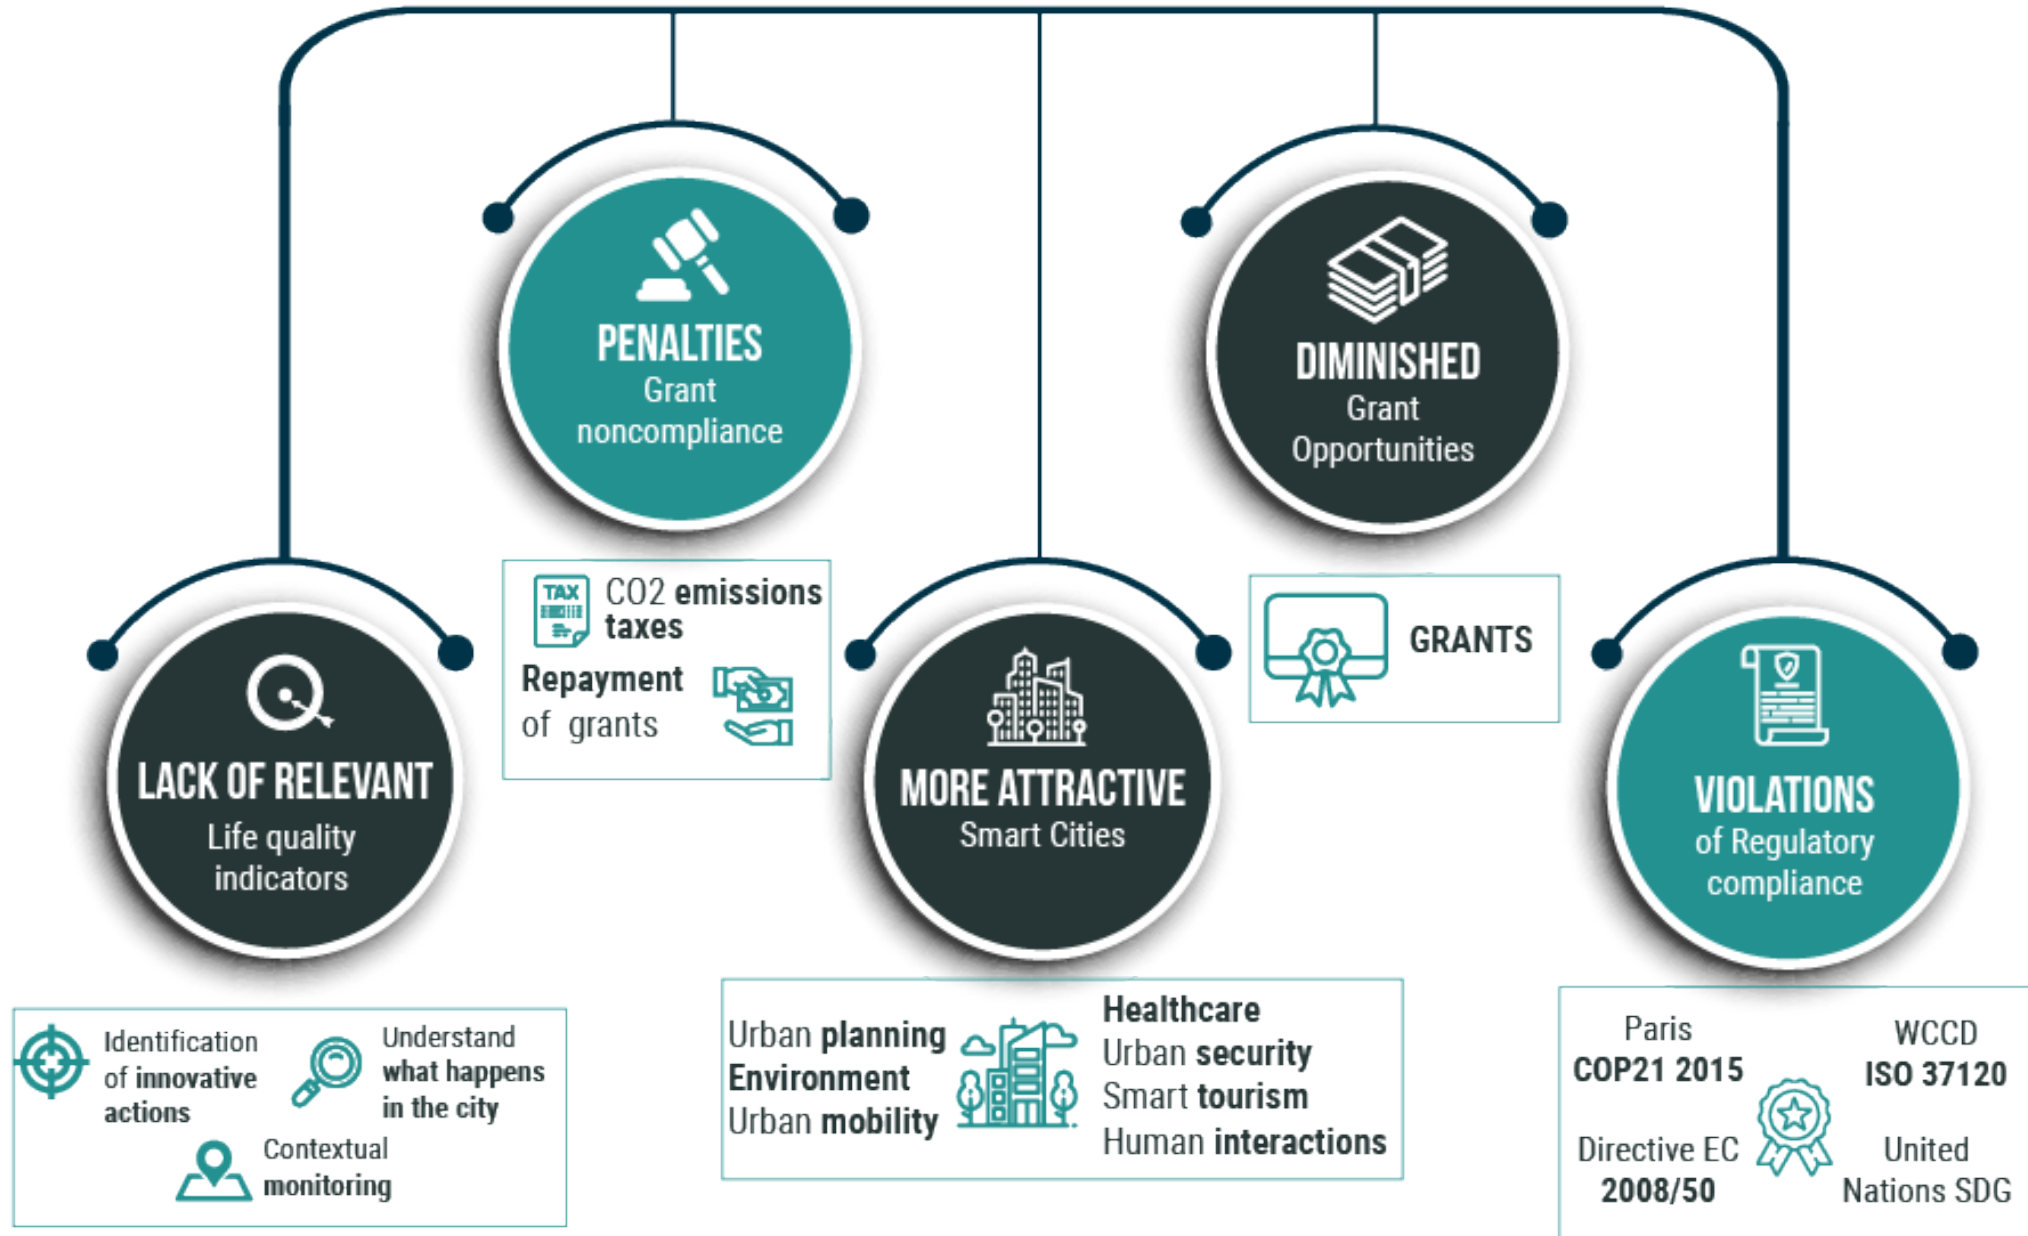 PENALTIES
Grant
noncompliance
DIMINISHED
Grant
Opportunities
TAX
CO2 emissions
taxes
Repayment
of grants
GRANTS
LACK OF RELEVANT
Life quality
indicators
MORE ATTRACTIVE
Smart Cities
VIOLATIONS
of Regulatory
compliance
Identification
of innovative
actions
Understand
what happens
in the city
Contextual
monitoring
Urban planning
Environment
Urban mobility
Healthcare
Urban security
Smart tourism
Human interactions
Paris
COP21 2015
WCCD
ISO 37120
Directive EC
2008/50
United
Nations SDG